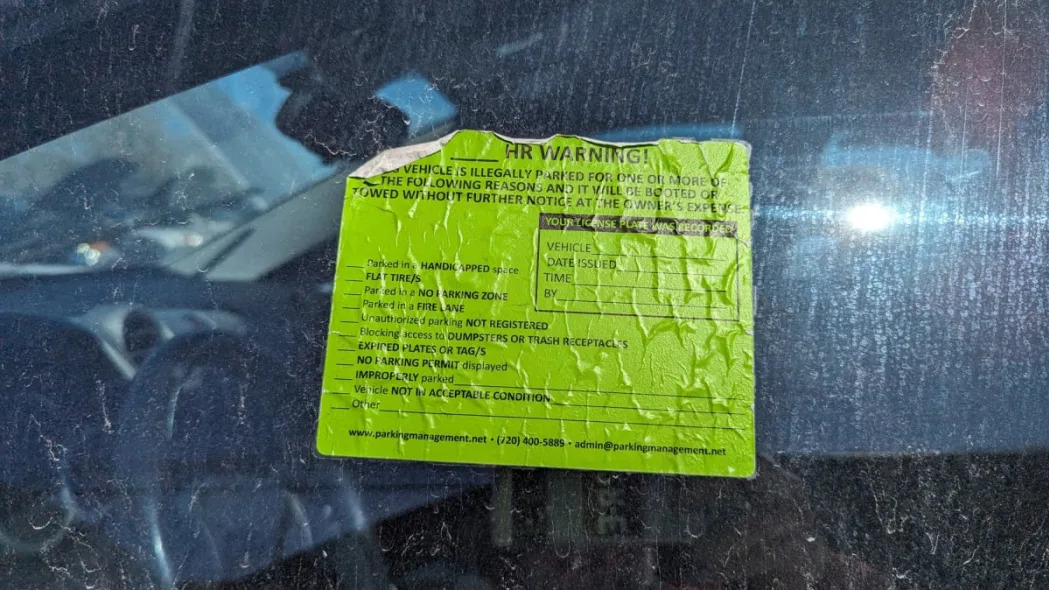 ____ HR WARNING!
VEHICLE IS ILLEGALLY PARKED FOR ONE OR MORE OF
THE FOLLOWING REASONS AND IT WILL BE BOOTED OR
TOWED WITHOUT FURTHER NOTICE AT THE OWNER'S EXPENSE
YOUR LICENSE PLATE WAS RECORDED
VEHICLE
DATE ISSUED
TIME
BY
Parked in a HANDICAPPED space
FLAT TIRE/S
Parked in a NO PARKING ZONE
Parked in a FIRE LANE
Unauthorized parking NOT REGISTERED
Blocking access to DUMPSTERS OR TRASH RECEPTACLES
EXPIRED PLATES OR TAG/S
NO PARKING PERMIT displayed
IMPROPERLY parked
Vehicle NOT IN ACCEPTABLE CONDITION
Other
www.parkingmanagement.net • (720) 400-5889 • admin@parkingmanagement.net